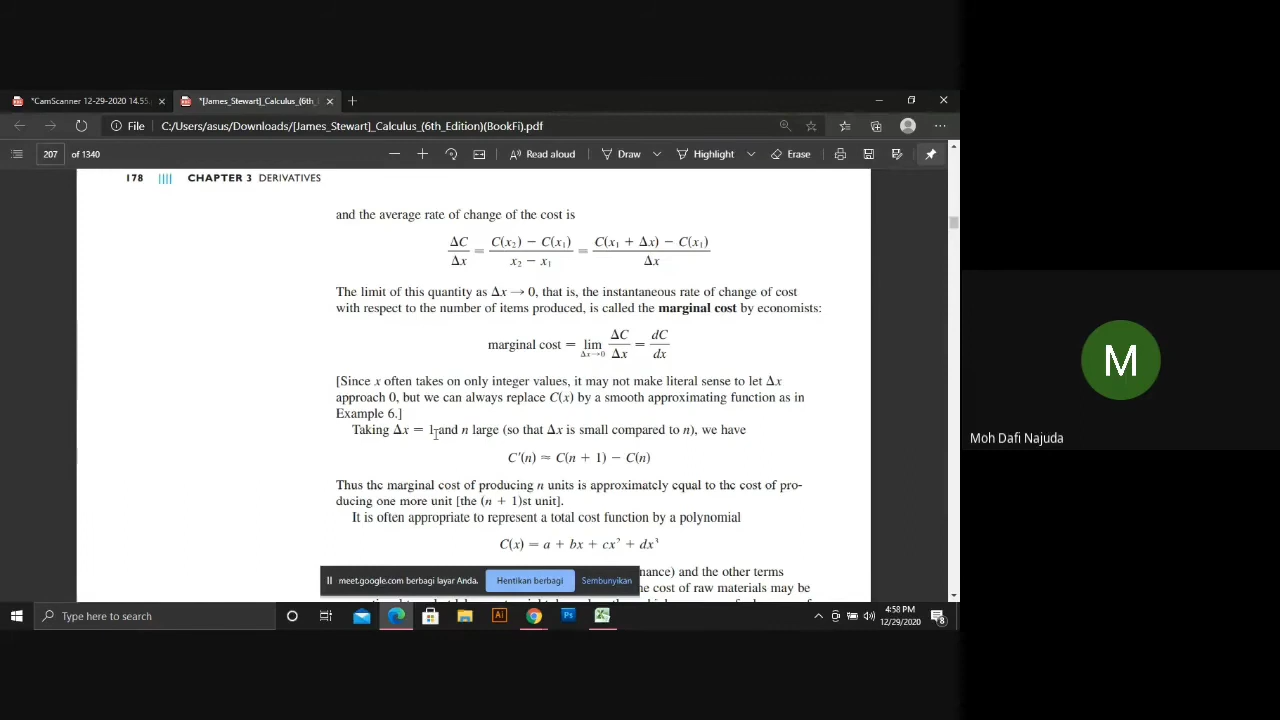 *CamScanner 12-29-2020 14.55.
*[James_Stewart]_Calculus_(6th_E
File
C:/Users/asus/Downloads/[James_Stewart]_Calculus_(6th_Edition)(BookFi).pdf
207 of 1340
Read aloud
Draw
Highlight
Erase
178 CHAPTER 3 DERIVATIVES
and the average rate of change of the cost is
ΔC/Δx = (C(x₂) − C(x₁))/(x₂ − x₁) = (C(x₁ + Δx) − C(x₁))/Δx
The limit of this quantity as Δx → 0, that is, the instantaneous rate of change of cost
with respect to the number of items produced, is called the marginal cost by economists:
marginal cost = lim Δx→0 ΔC/Δx = dC/dx
[Since x often takes on only integer values, it may not make literal sense to let Δx
approach 0, but we can always replace C(x) by a smooth approximating function as in
Example 6.]
Taking Δx = 1 and n large (so that Δx is small compared to n), we have
C′(n) ≈ C(n + 1) − C(n)
Thus the marginal cost of producing n units is approximately equal to the cost of pro-
ducing one more unit [the (n + 1)st unit].
It is often appropriate to represent a total cost function by a polynomial
C(x) = a + bx + cx² + dx³
nance) and the other terms
e cost of raw materials may be
meet.google.com berbagi layar Anda.
Hentikan berbagi
Sembunyikan
Type here to search
Ai
Ps
4:58 PM
12/29/2020
8
M
Moh Dafi Najuda